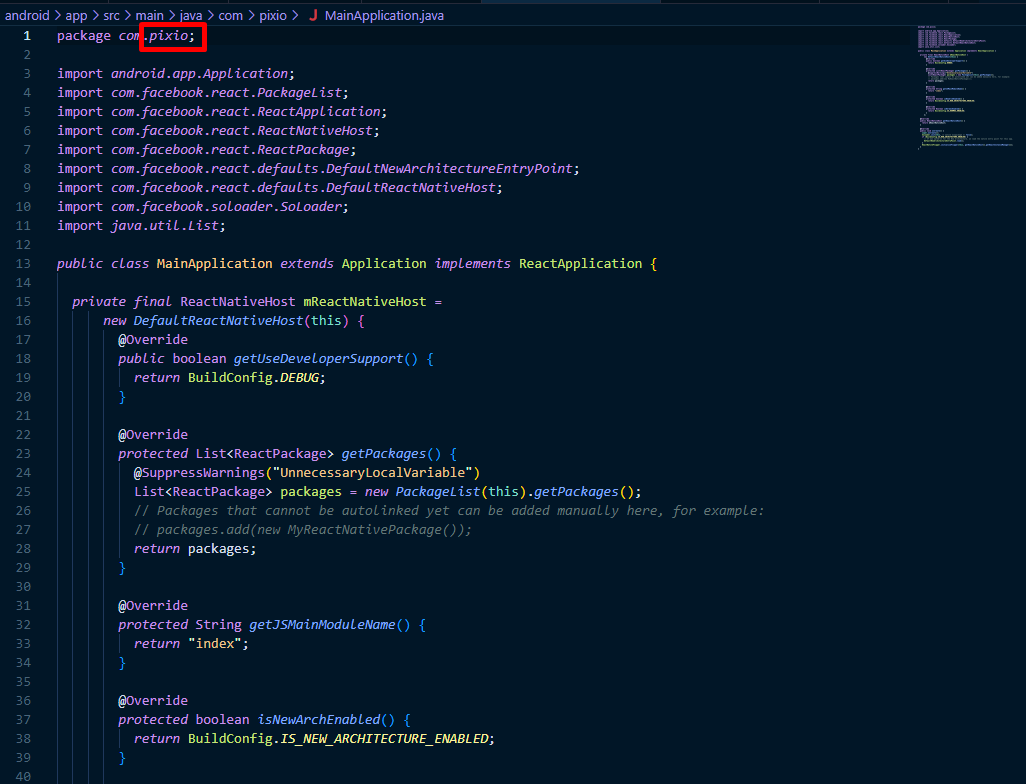 android > app > src > main > java > com > pixio > J MainApplication.java
1 package com.pixio;
2
3 import android.app.Application;
4 import com.facebook.react.PackageList;
5 import com.facebook.react.ReactApplication;
6 import com.facebook.react.ReactNativeHost;
7 import com.facebook.react.ReactPackage;
8 import com.facebook.react.defaults.DefaultNewArchitectureEntryPoint;
9 import com.facebook.react.defaults.DefaultReactNativeHost;
10 import com.facebook.soloader.SoLoader;
11 import java.util.List;
12
13 public class MainApplication extends Application implements ReactApplication {
14
15 private final ReactNativeHost mReactNativeHost =
16 new DefaultReactNativeHost(this) {
17 @Override
18 public boolean getUseDeveloperSupport() {
19 return BuildConfig.DEBUG;
20 }
21
22 @Override
23 protected List<ReactPackage> getPackages() {
24 @SuppressWarnings("UnnecessaryLocalVariable")
25 List<ReactPackage> packages = new PackageList(this).getPackages();
26 // Packages that cannot be autolinked yet can be added manually here, for example:
27 // packages.add(new MyReactNativePackage());
28 return packages;
29 }
30
31 @Override
32 protected String getJSMainModuleName() {
33 return "index";
34 }
35
36 @Override
37 protected boolean isNewArchEnabled() {
38 return BuildConfig.IS_NEW_ARCHITECTURE_ENABLED;
39 }
40